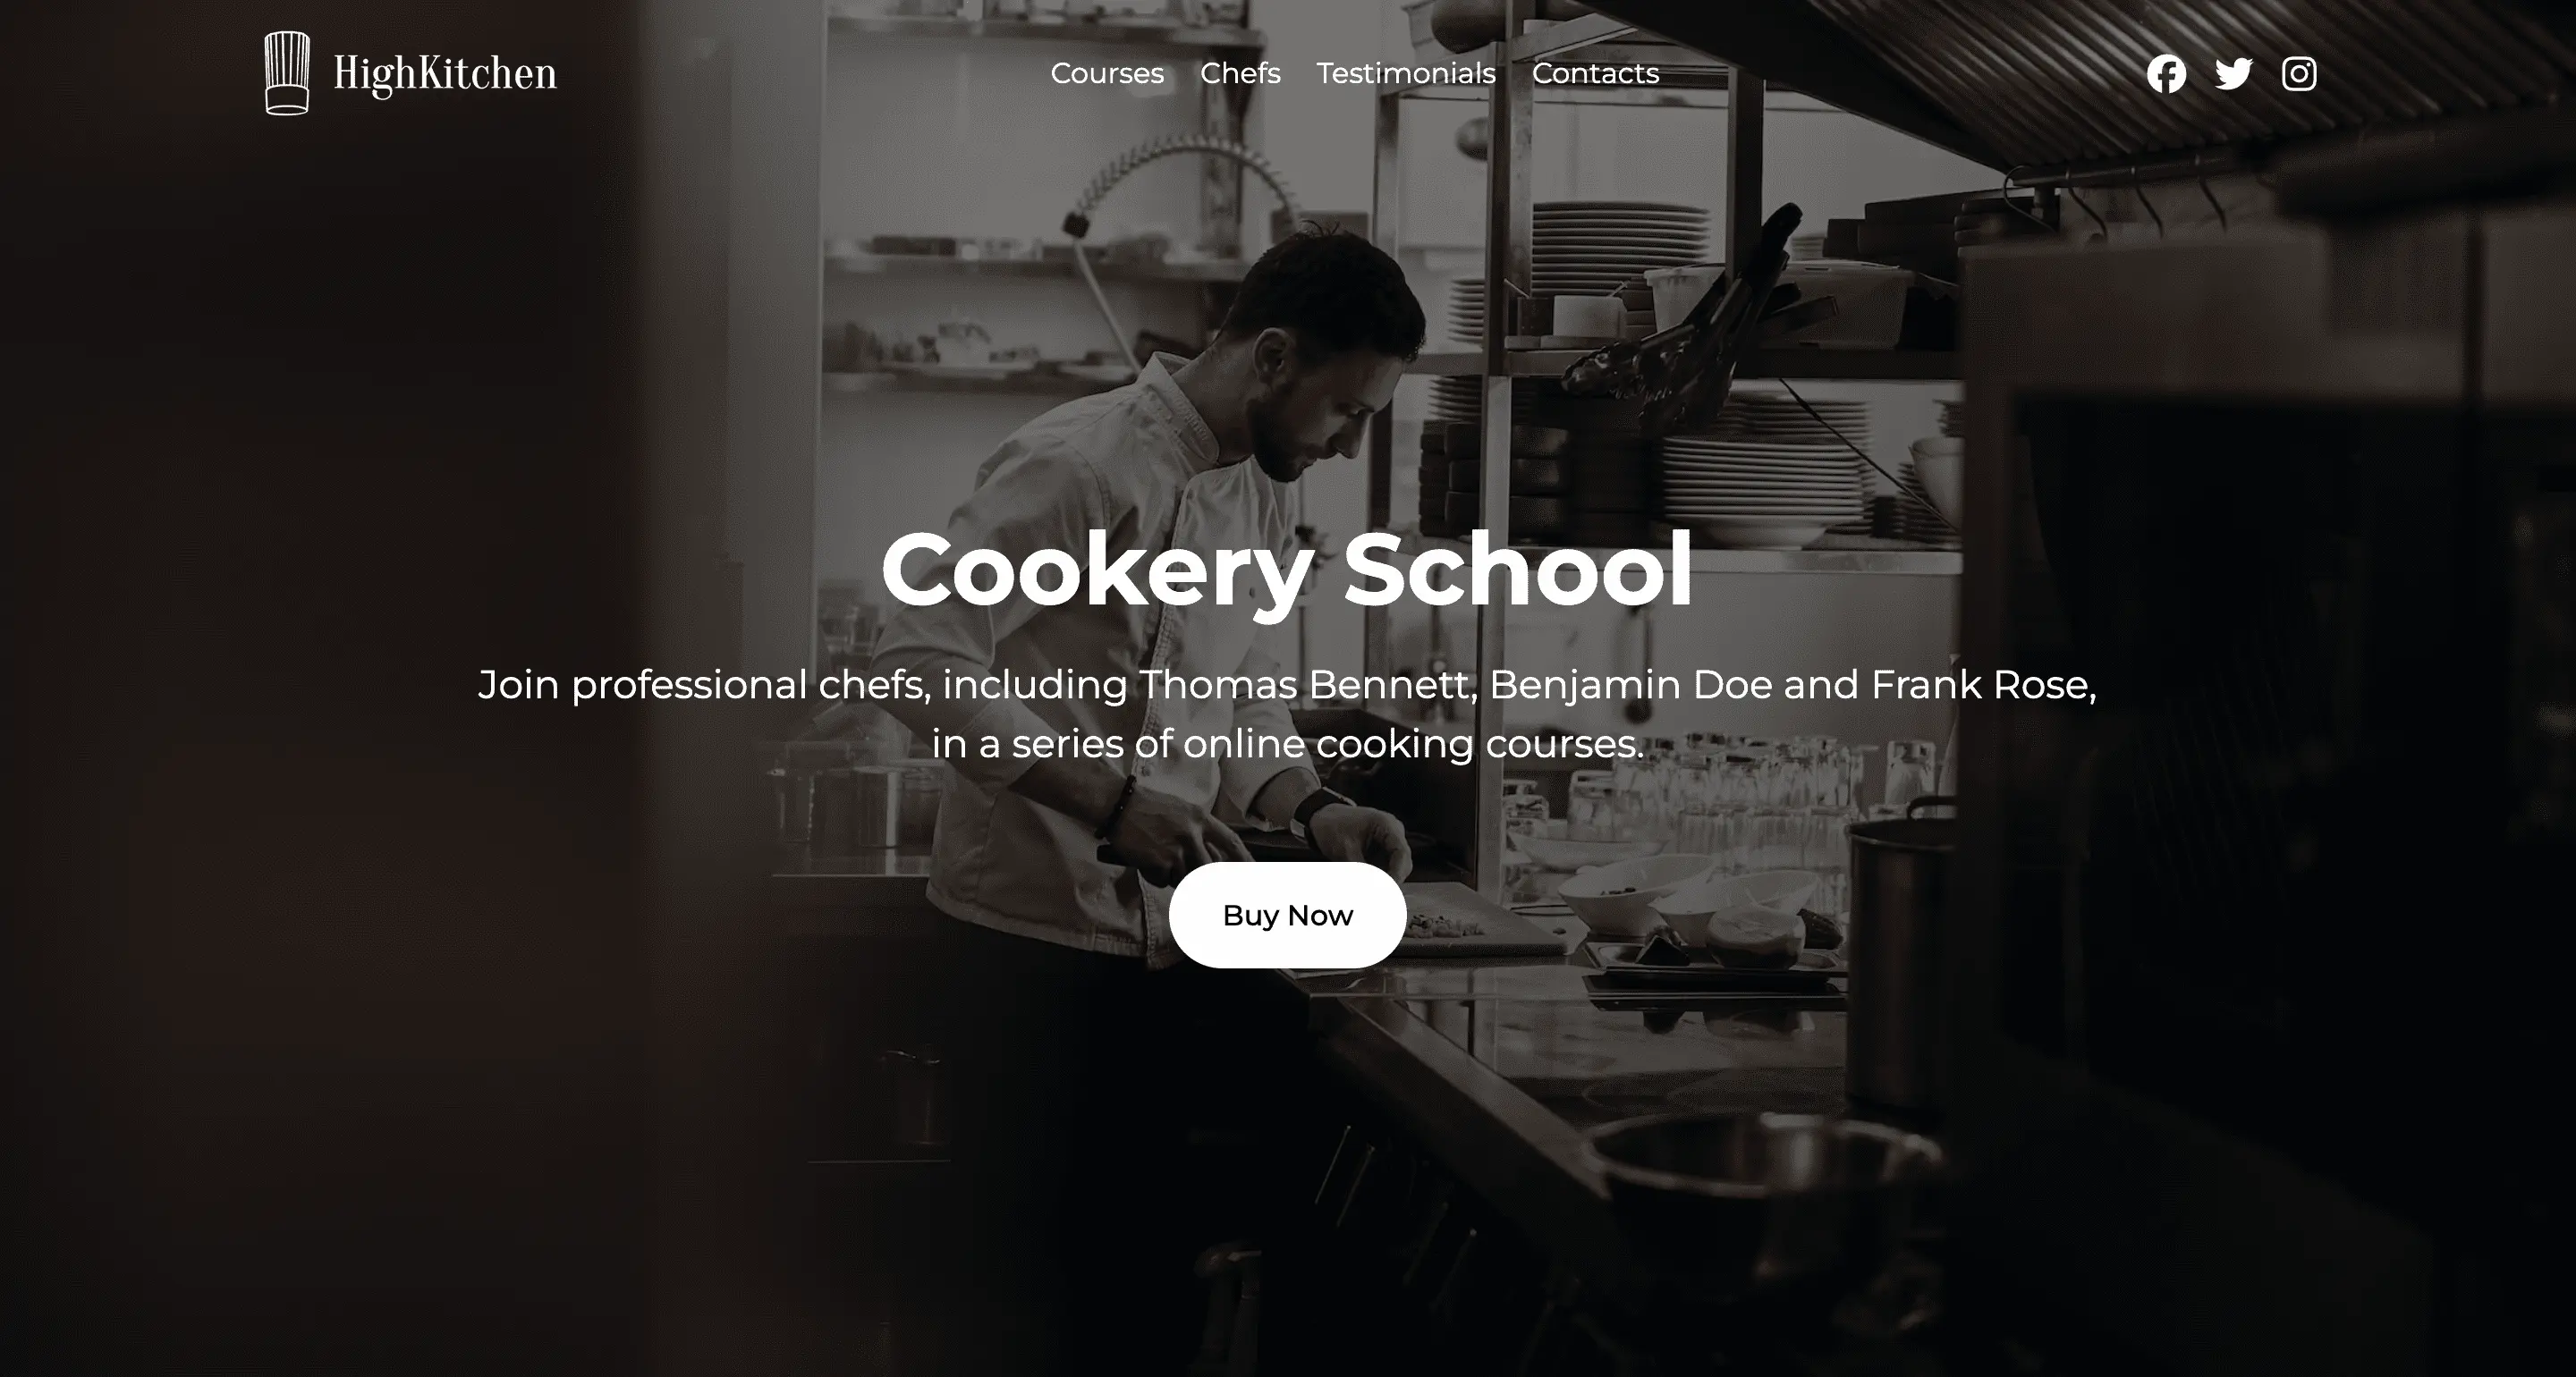 HighKitchen
Courses Chefs Testimonials Contacts
Cookery School
Join professional chefs, including Thomas Bennett, Benjamin Doe and Frank Rose,
in a series of online cooking courses.
Buy Now